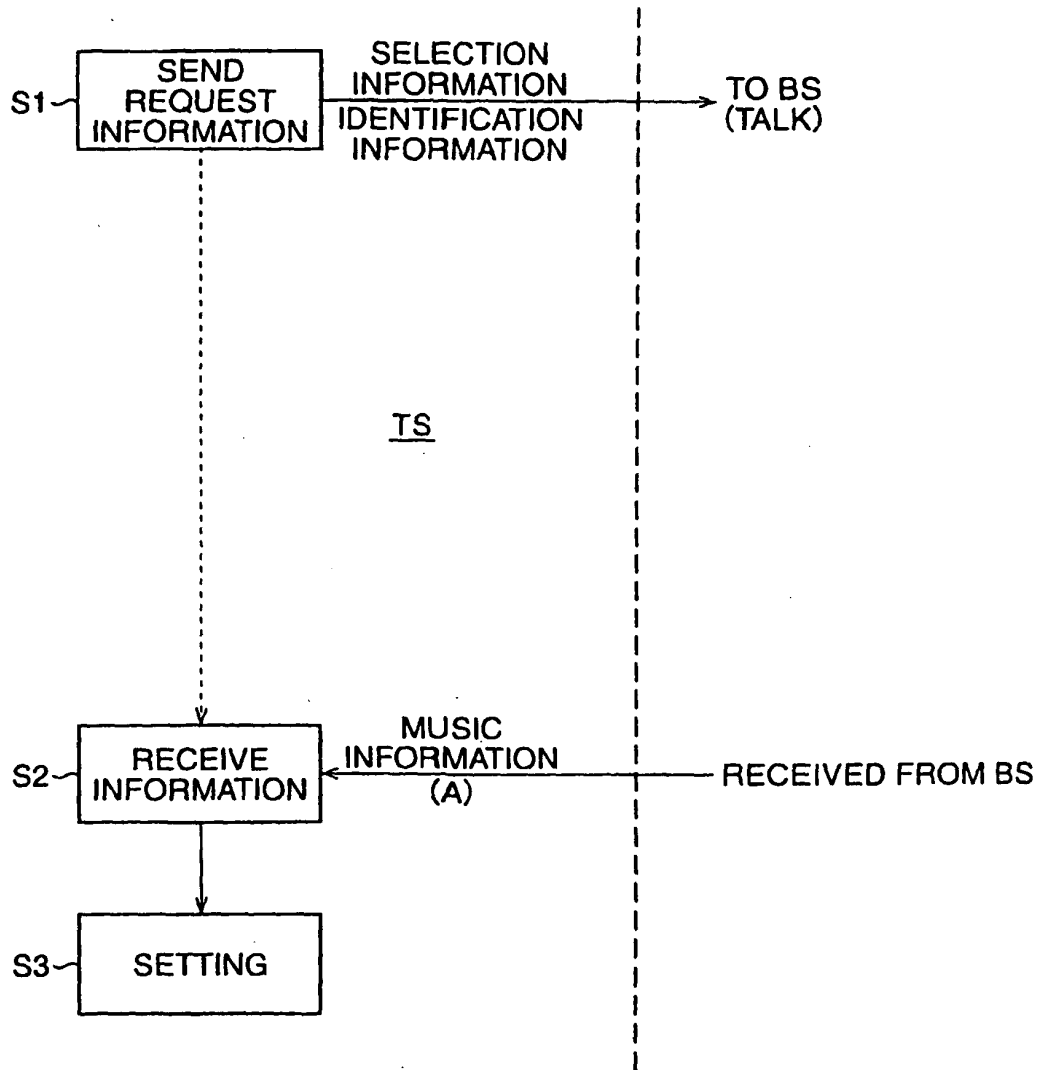 SELECTION
INFORMATION
IDENTIFICATION
INFORMATION
S1
SEND
REQUEST
INFORMATION
TO BS
(TALK)
TS
MUSIC
INFORMATION
(A)
S2
RECEIVE
INFORMATION
RECEIVED FROM BS
S3
SETTING